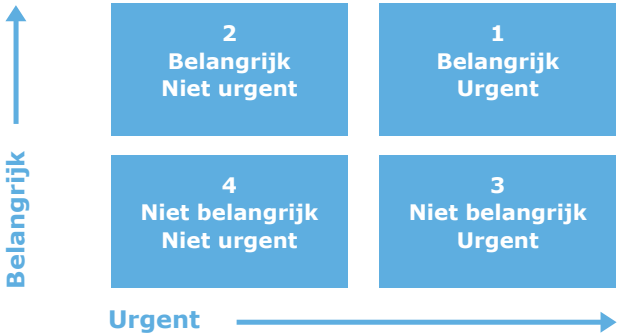 2
Belangrijk
Niet urgent
1
Belangrijk
Urgent
4
Niet belangrijk
Niet urgent
3
Niet belangrijk
Urgent
Belangrijk
Urgent